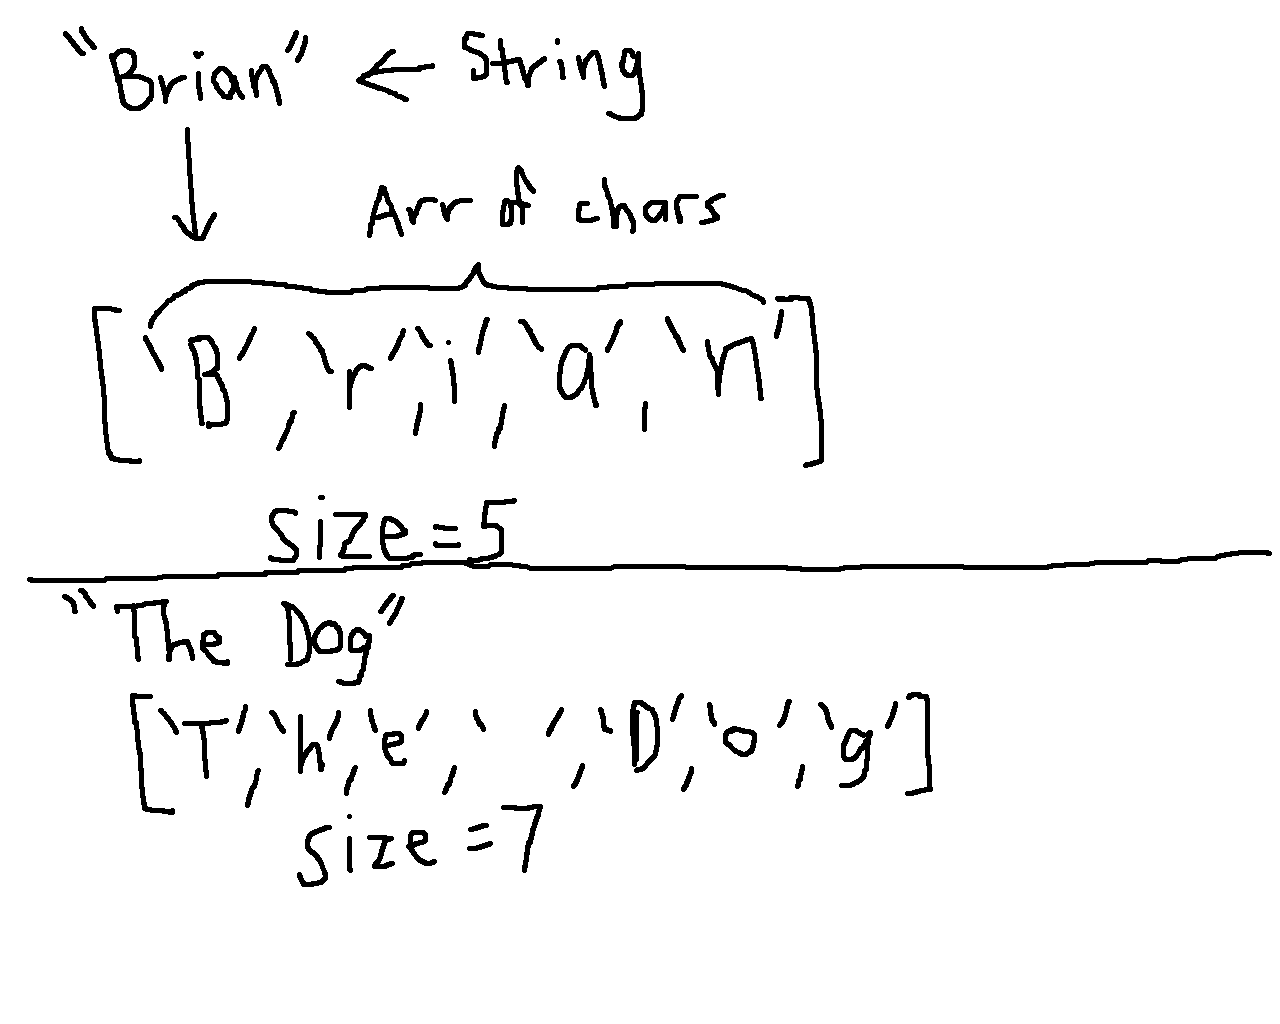 "Brian" ← String
Arr of chars
['B', 'r', 'i', 'a', 'n']
size = 5
"The Dog"
['T', 'h', 'e', ' ', 'D', 'o', 'g']
size = 7